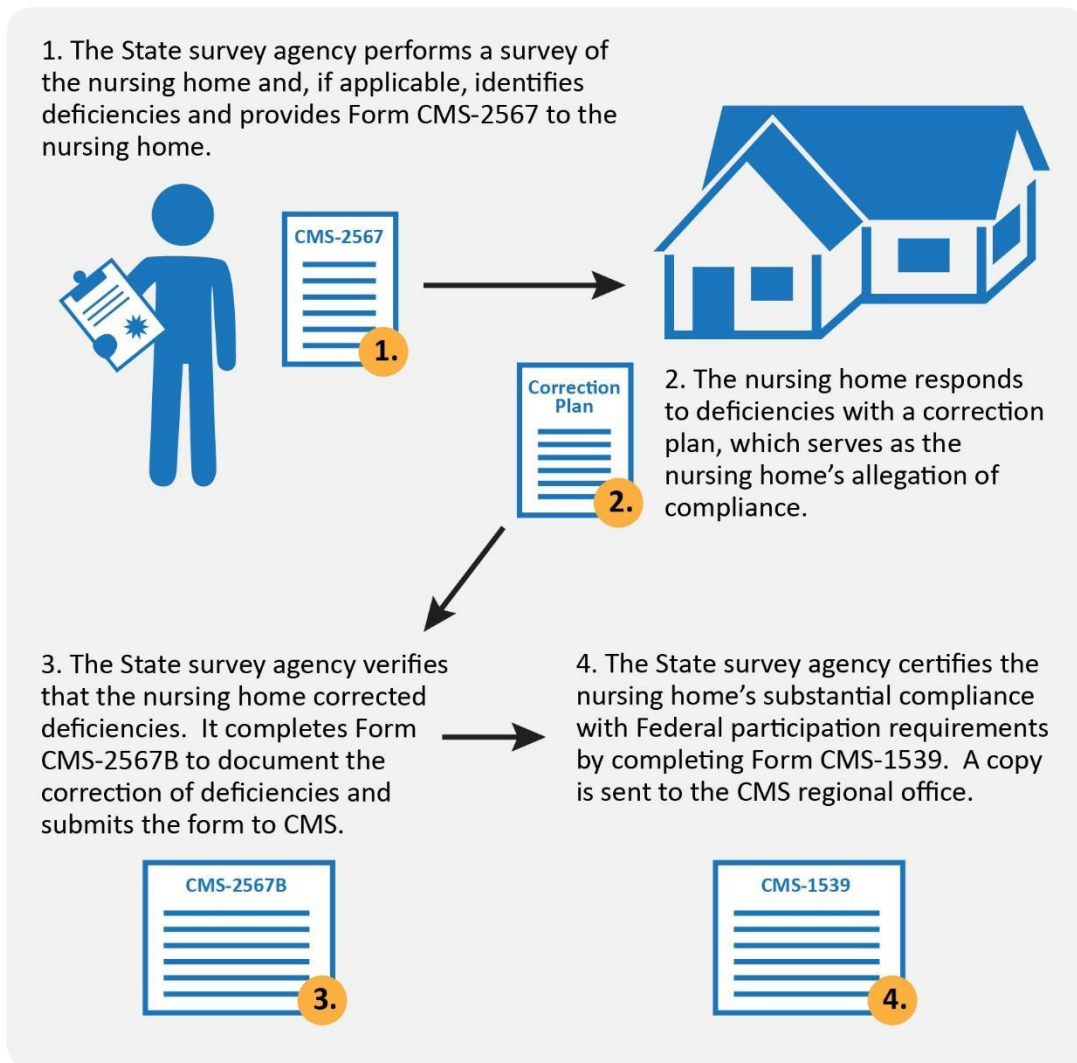 1. The State survey agency performs a survey of
the nursing home and, if applicable, identifies
deficiencies and provides Form CMS-2567 to the
nursing home.
CMS-2567
1.
Correction
Plan
2.
2. The nursing home responds
to deficiencies with a correction
plan, which serves as the
nursing home’s allegation of
compliance.
3. The State survey agency verifies
that the nursing home corrected
deficiencies.  It completes Form
CMS-2567B to document the
correction of deficiencies and
submits the form to CMS.
CMS-2567B
3.
4. The State survey agency certifies the
nursing home’s substantial compliance
with Federal participation requirements
by completing Form CMS-1539.  A copy
is sent to the CMS regional office.
CMS-1539
4.